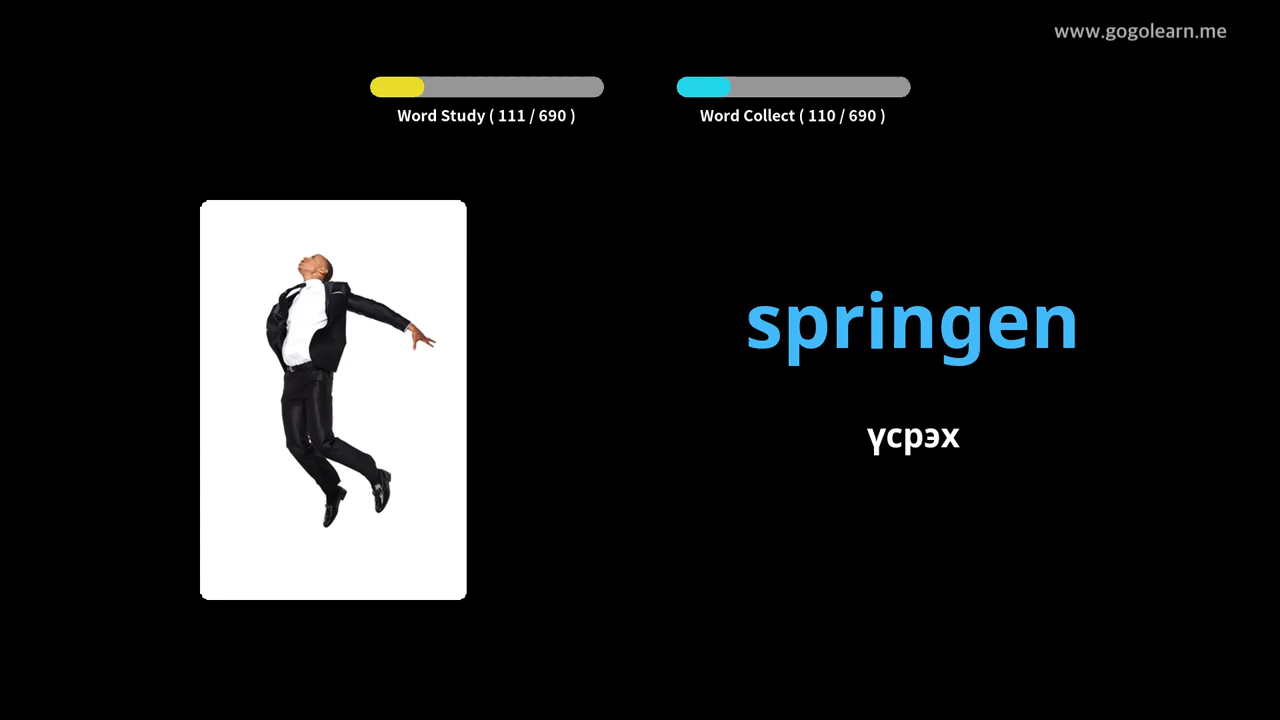 www.gogolearn.me
Word Study ( 111 / 690 )
Word Collect ( 110 / 690 )
springen
үсрэх